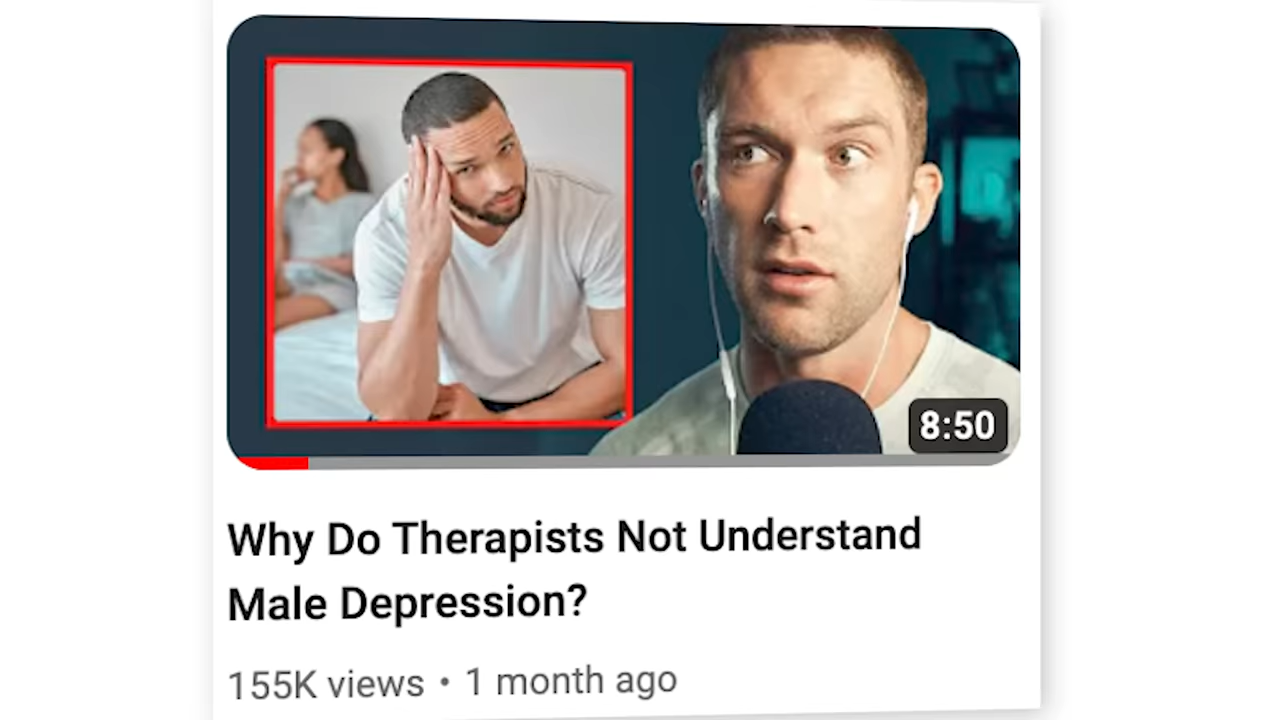 8:50
Why Do Therapists Not Understand
Male Depression?
155K views • 1 month ago